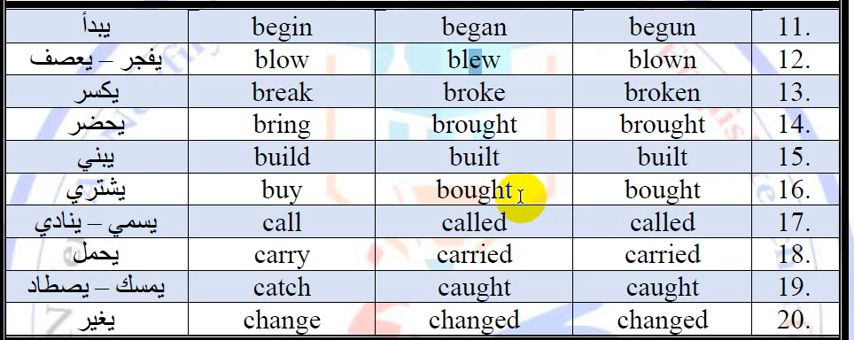 يبدأ begin began begun 11.
يفجر – يعصف blow blew blown 12.
يكسر break broke broken 13.
يحضر bring brought brought 14.
يبني build built built 15.
يشتري buy bought bought 16.
يسمي – ينادي call called called 17.
يحمل carry carried carried 18.
يمسك – يصطاد catch caught caught 19.
يغير change changed changed 20.